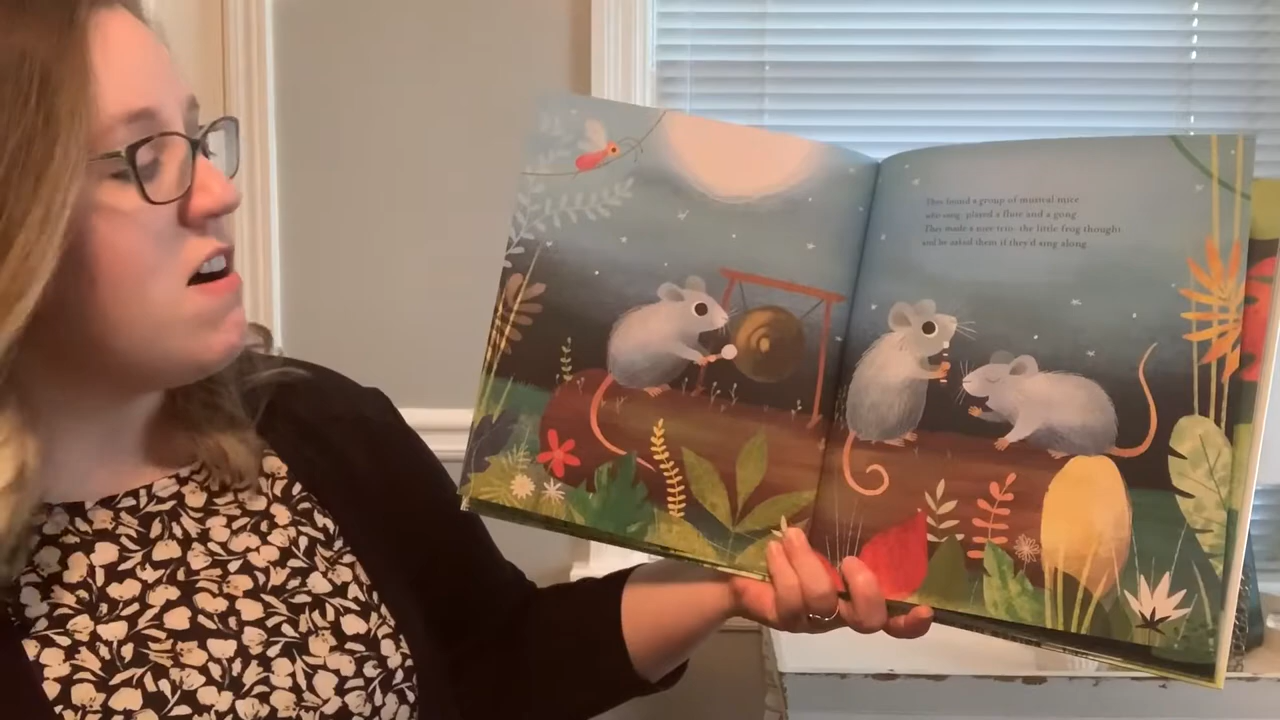 They found a group of musical mice
who sang, played a flute and a gong
They made a nice trio, the little frog thought
and he asked them if they'd sing along